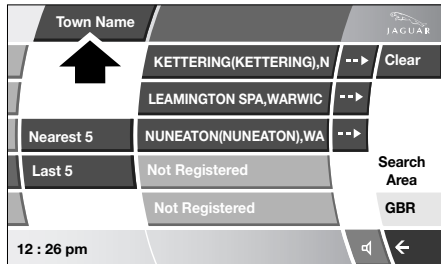 Town Name
JAGUAR
KETTERING(KETTERING),N
Clear
LEAMINGTON SPA,WARWIC
Nearest 5
NUNEATON(NUNEATON),WA
Last 5
Not Registered
Search
Area
Not Registered
GBR
12 : 26 pm